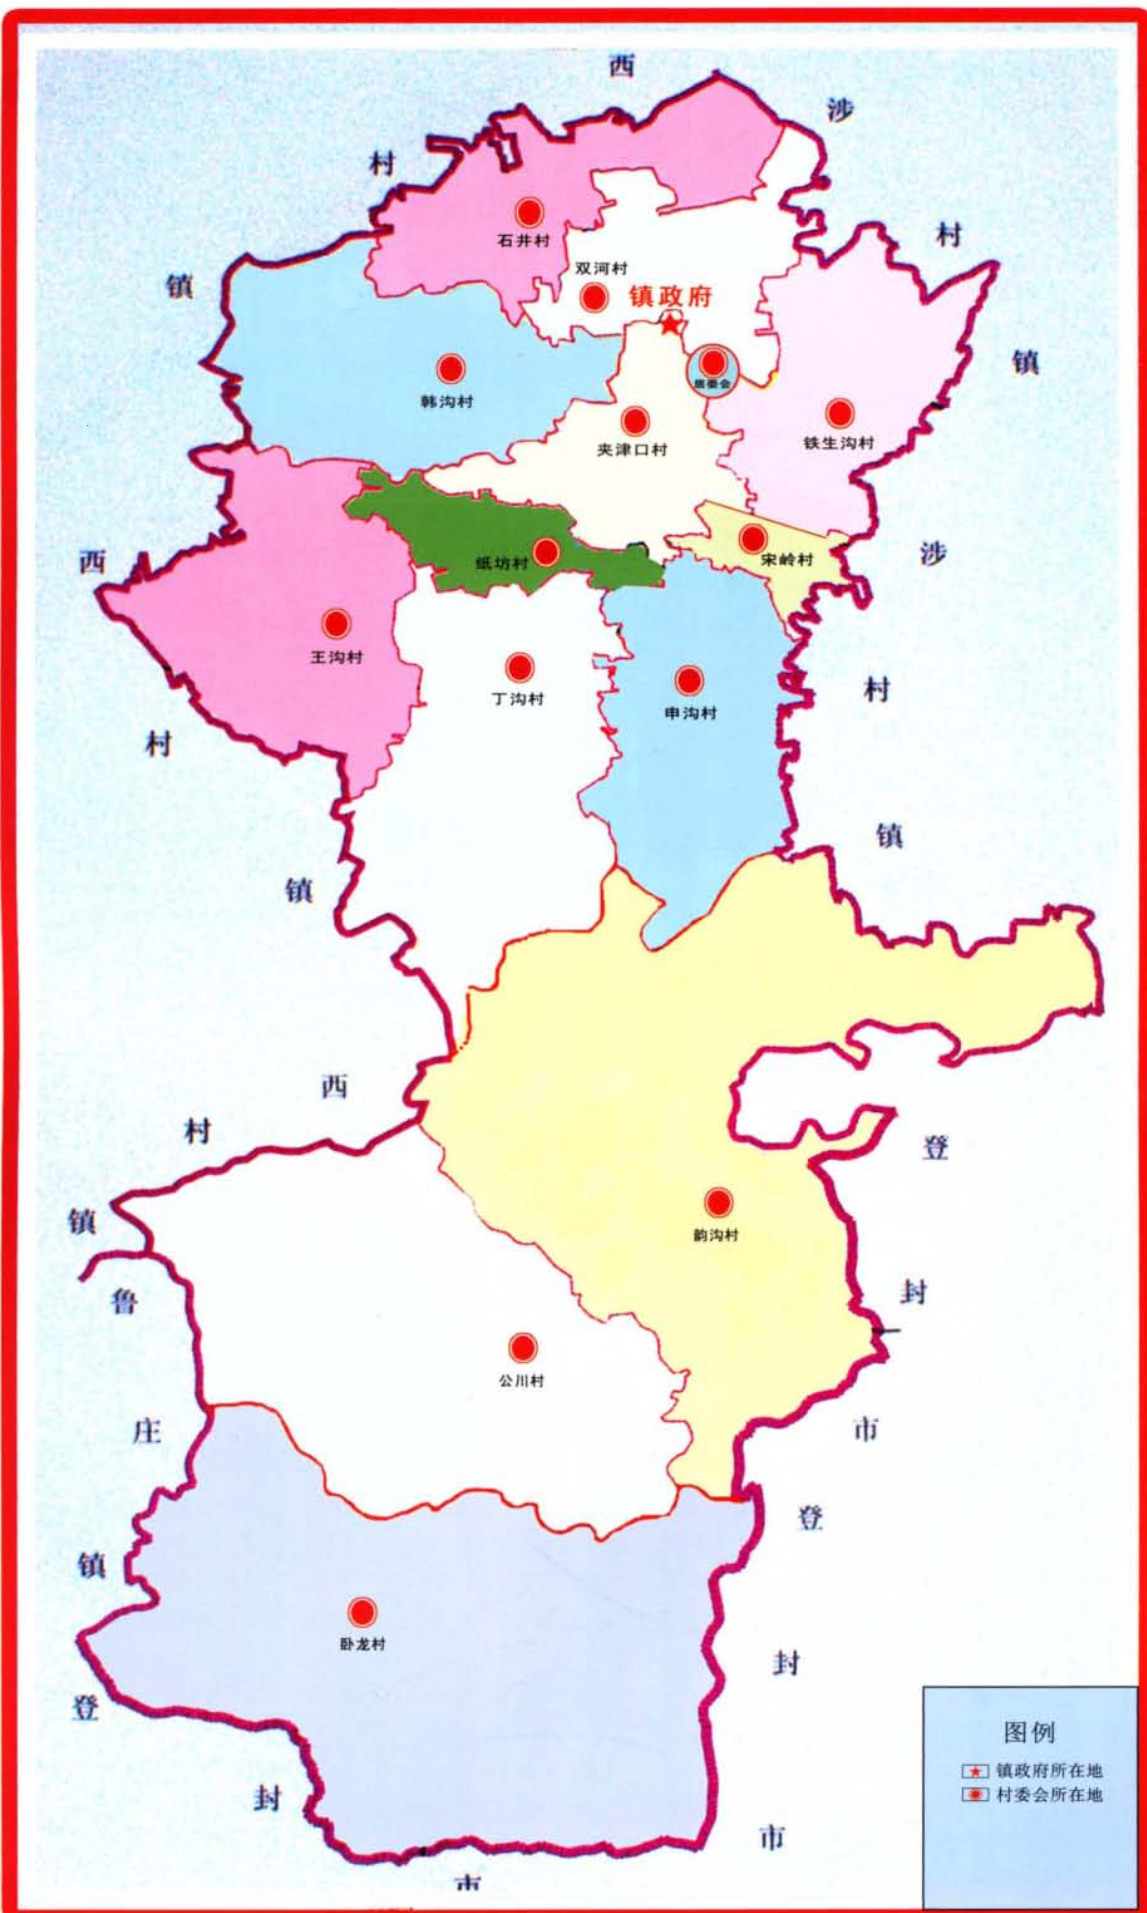 西
村
镇
涉
村
镇
石井村
双河村
镇政府
韩沟村
居委会
夹津口村
铁生沟村
纸坊村
宋岭村
西
村
镇
涉
村
镇
王沟村
丁沟村
申沟村
西
村
镇
登
封
市
韵沟村
鲁
庄
镇
公川村
登
封
市
卧龙村
登
封
市
图例
镇政府所在地
村委会所在地